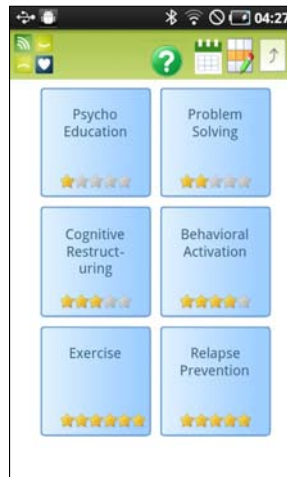 04:27
Psycho
Education
Problem
Solving
Cognitive
Restruct-
uring
Behavioral
Activation
Exercise
Relapse
Prevention